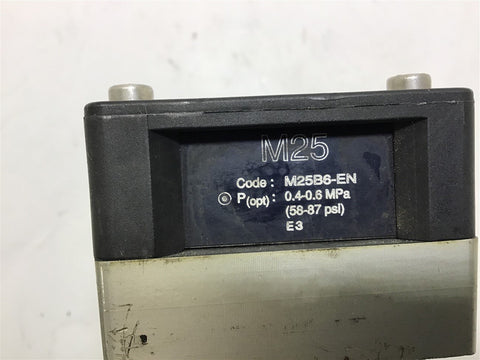 M25
Code : M25B6-EN
P(opt) : 0.4-0.6 MPa
(58-87 psi)
E3